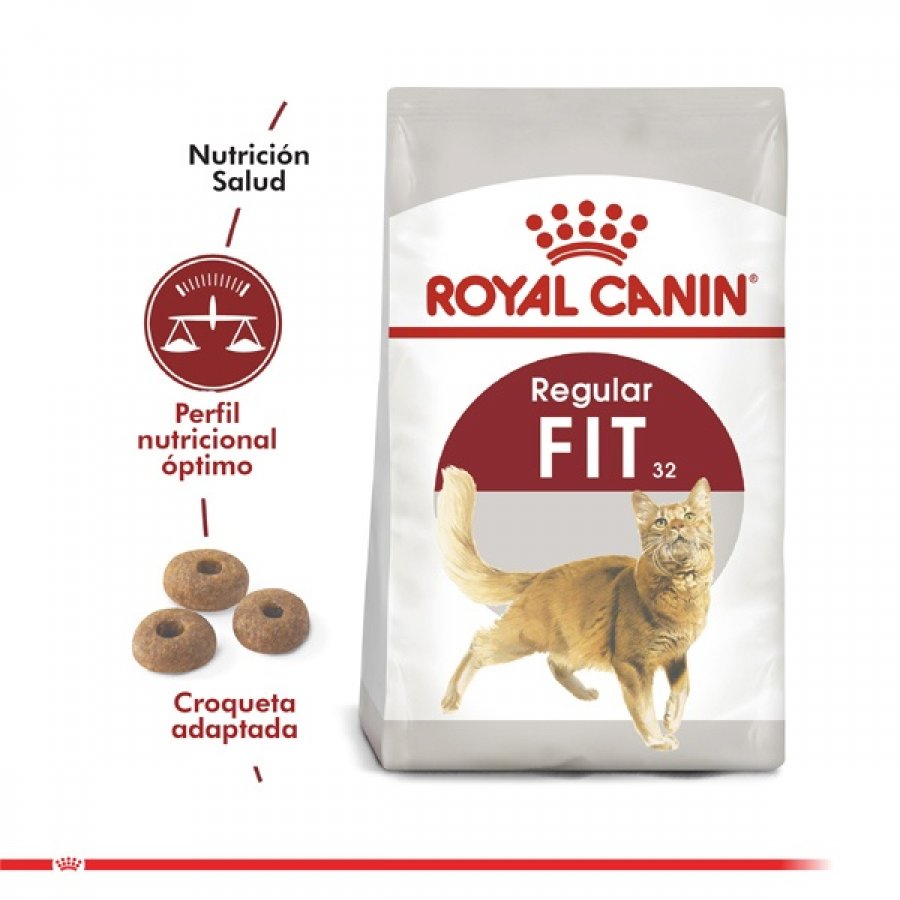 Nutrición
Salud
Perfil
nutricional
óptimo
Croqueta
adaptada
ROYAL CANIN®
Regular
FIT 32